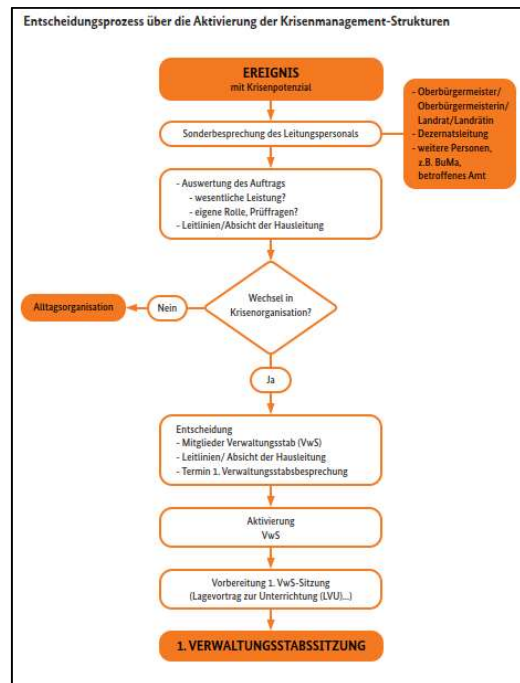 Entscheidungsprozess über die Aktivierung der Krisenmanagement-Strukturen
EREIGNIS
mit Krisenpotenzial
Sonderbesprechung des Leitungspersonals
- Oberbürgermeister/
Oberbürgermeisterin/
Landrat/Landrätin
- Dezernatsleitung
- weitere Personen,
z.B. BuMa,
betroffenes Amt
- Auswertung des Auftrags
- wesentliche Leistung?
- eigene Rolle, Prüffragen?
- Leitlinien/Absicht der Hausleitung
Wechsel in
Krisenorganisation?
Nein
Alltagsorganisation
Ja
Entscheidung
- Mitglieder Verwaltungsstab (VwS)
- Leitlinien/ Absicht der Hausleitung
- Termin 1. Verwaltungsstabsbesprechung
Aktivierung
VwS
Vorbereitung 1. VwS-Sitzung
(Lagevortrag zur Unterrichtung (LVU)...)
1. VERWALTUNGSSTABSSITZUNG